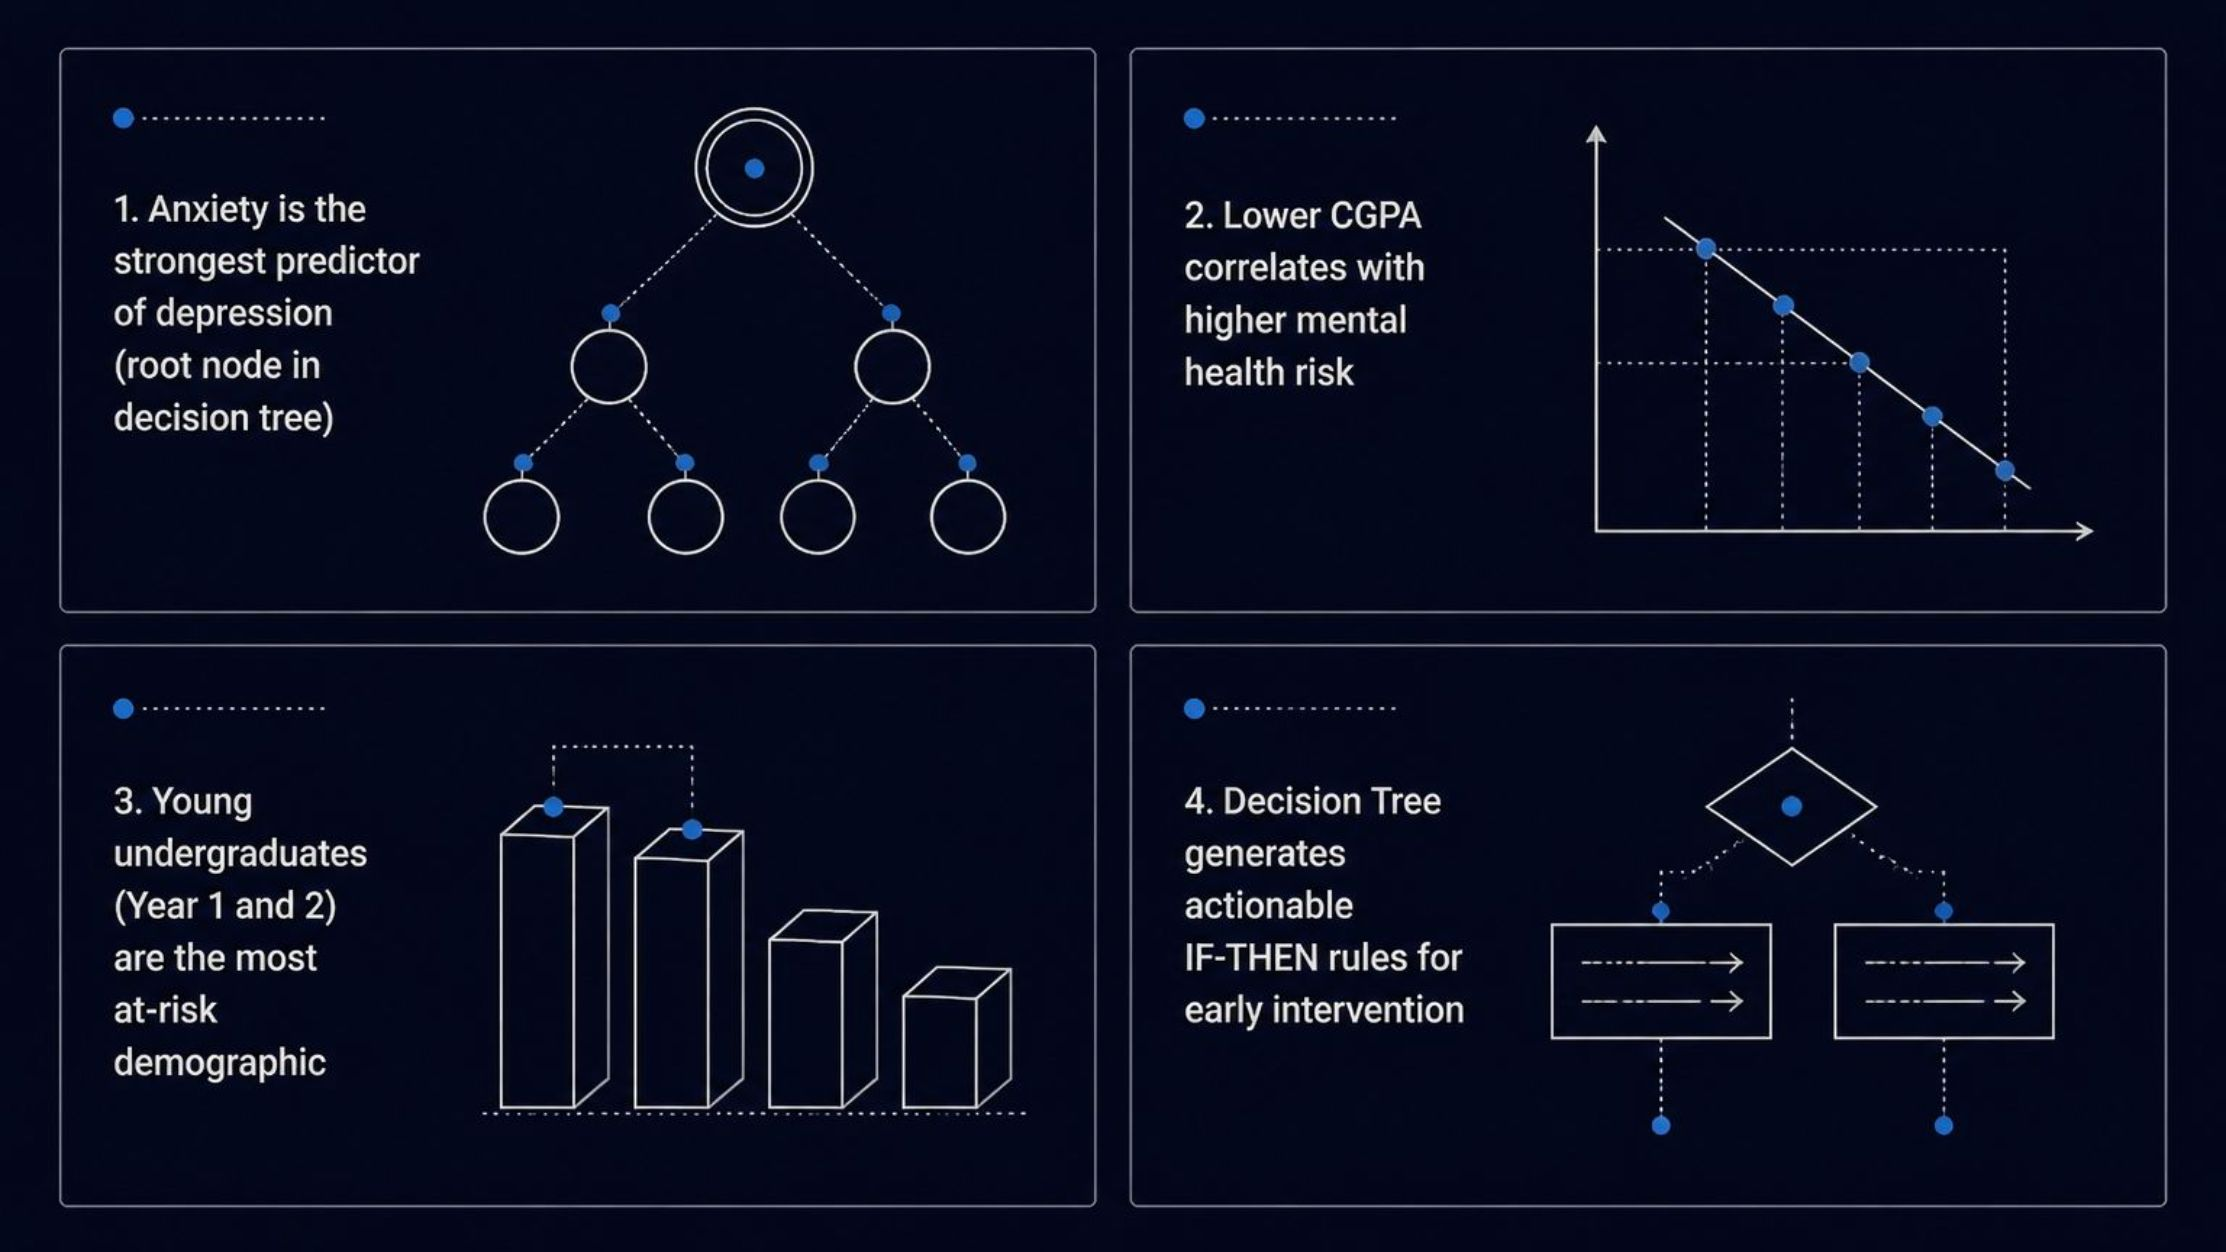 1. Anxiety is the
strongest predictor
of depression
(root node in
decision tree)
2. Lower CGPA
correlates with
higher mental
health risk
3. Young
undergraduates
(Year 1 and 2)
are the most
at-risk
demographic
4. Decision Tree
generates
actionable
IF-THEN rules for
early intervention